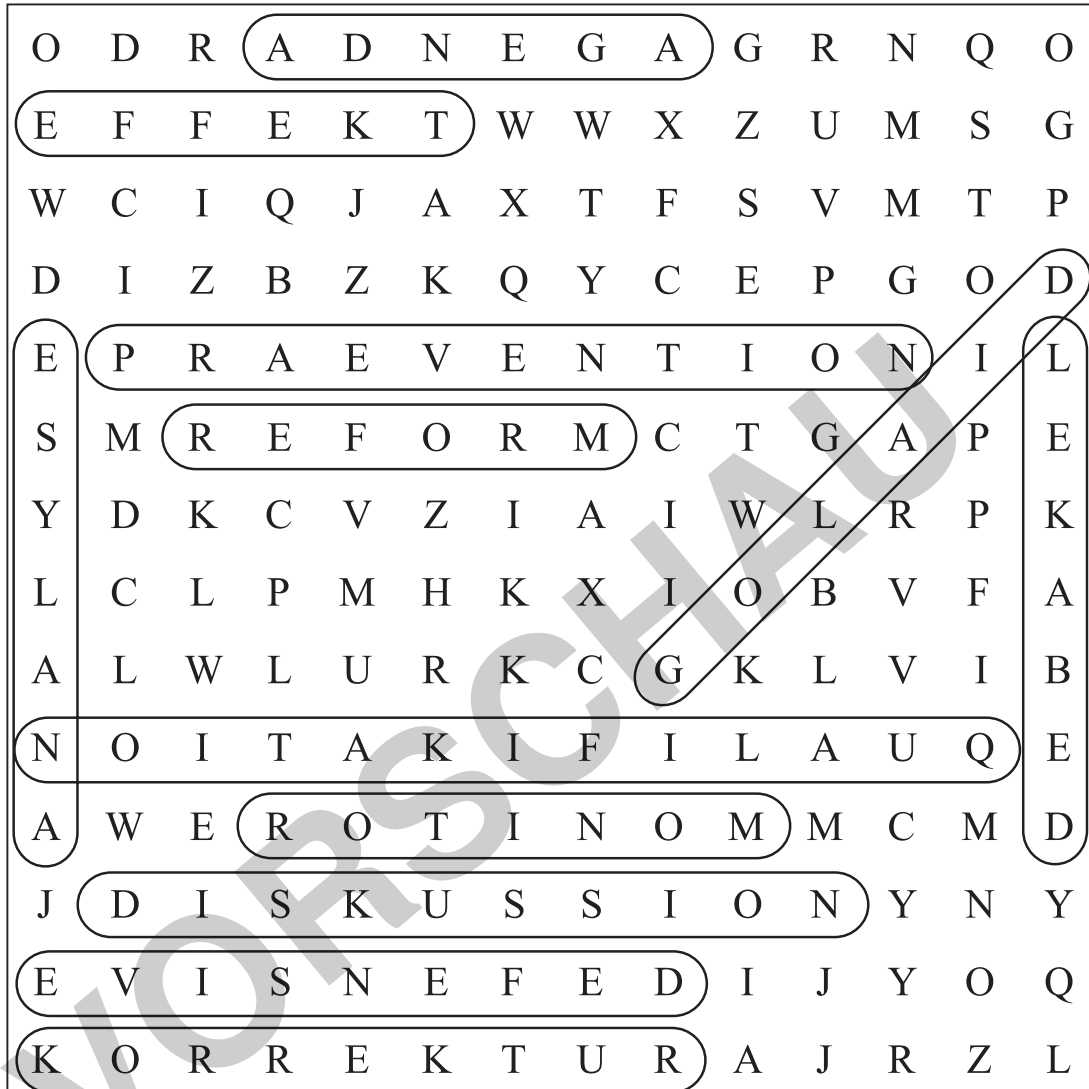 O D R A D N E G A G R N Q O
E F F E K T W W X Z U M S G
W C I Q J A X T F S V M T P
D I Z B Z K Q Y C E P G O D
E P R A E V E N T I O N I L
S M R E F O R M C T G A P E
Y D K C V Z I A I W L R P K
L C L P M H K X I O B V F A
A L W L U R K C G K L V I B
N O I T A K I F I L A U Q E
A W E R O T I N O M M C M D
J D I S K U S S I O N Y N Y
E V I S N E F E D I J Y O Q
K O R R E K T U R A J R Z L
VORSCHAU